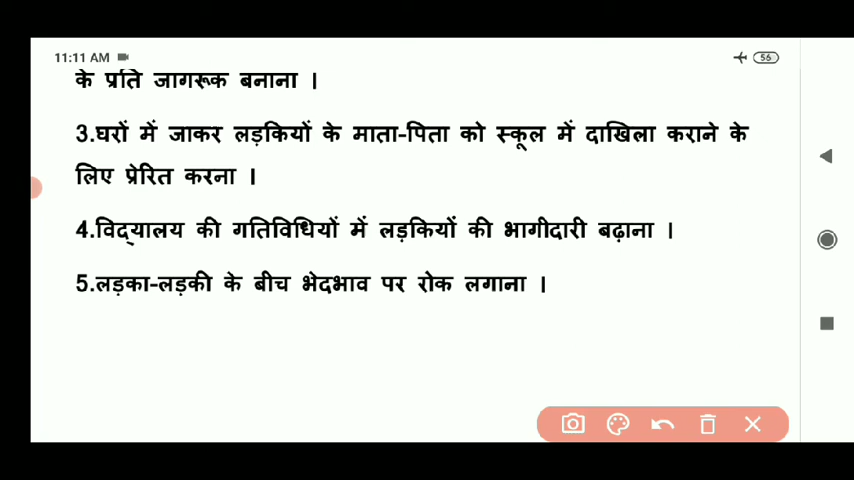 11:11 AM
56
के प्रति जागरूक बनाना ।
3.घरों में जाकर लड़कियों के माता-पिता को स्कूल में दाखिला कराने के
लिए प्रेरित करना ।
4.विद्यालय की गतिविधियों में लड़कियों की भागीदारी बढ़ाना ।
5.लड़का-लड़की के बीच भेदभाव पर रोक लगाना ।